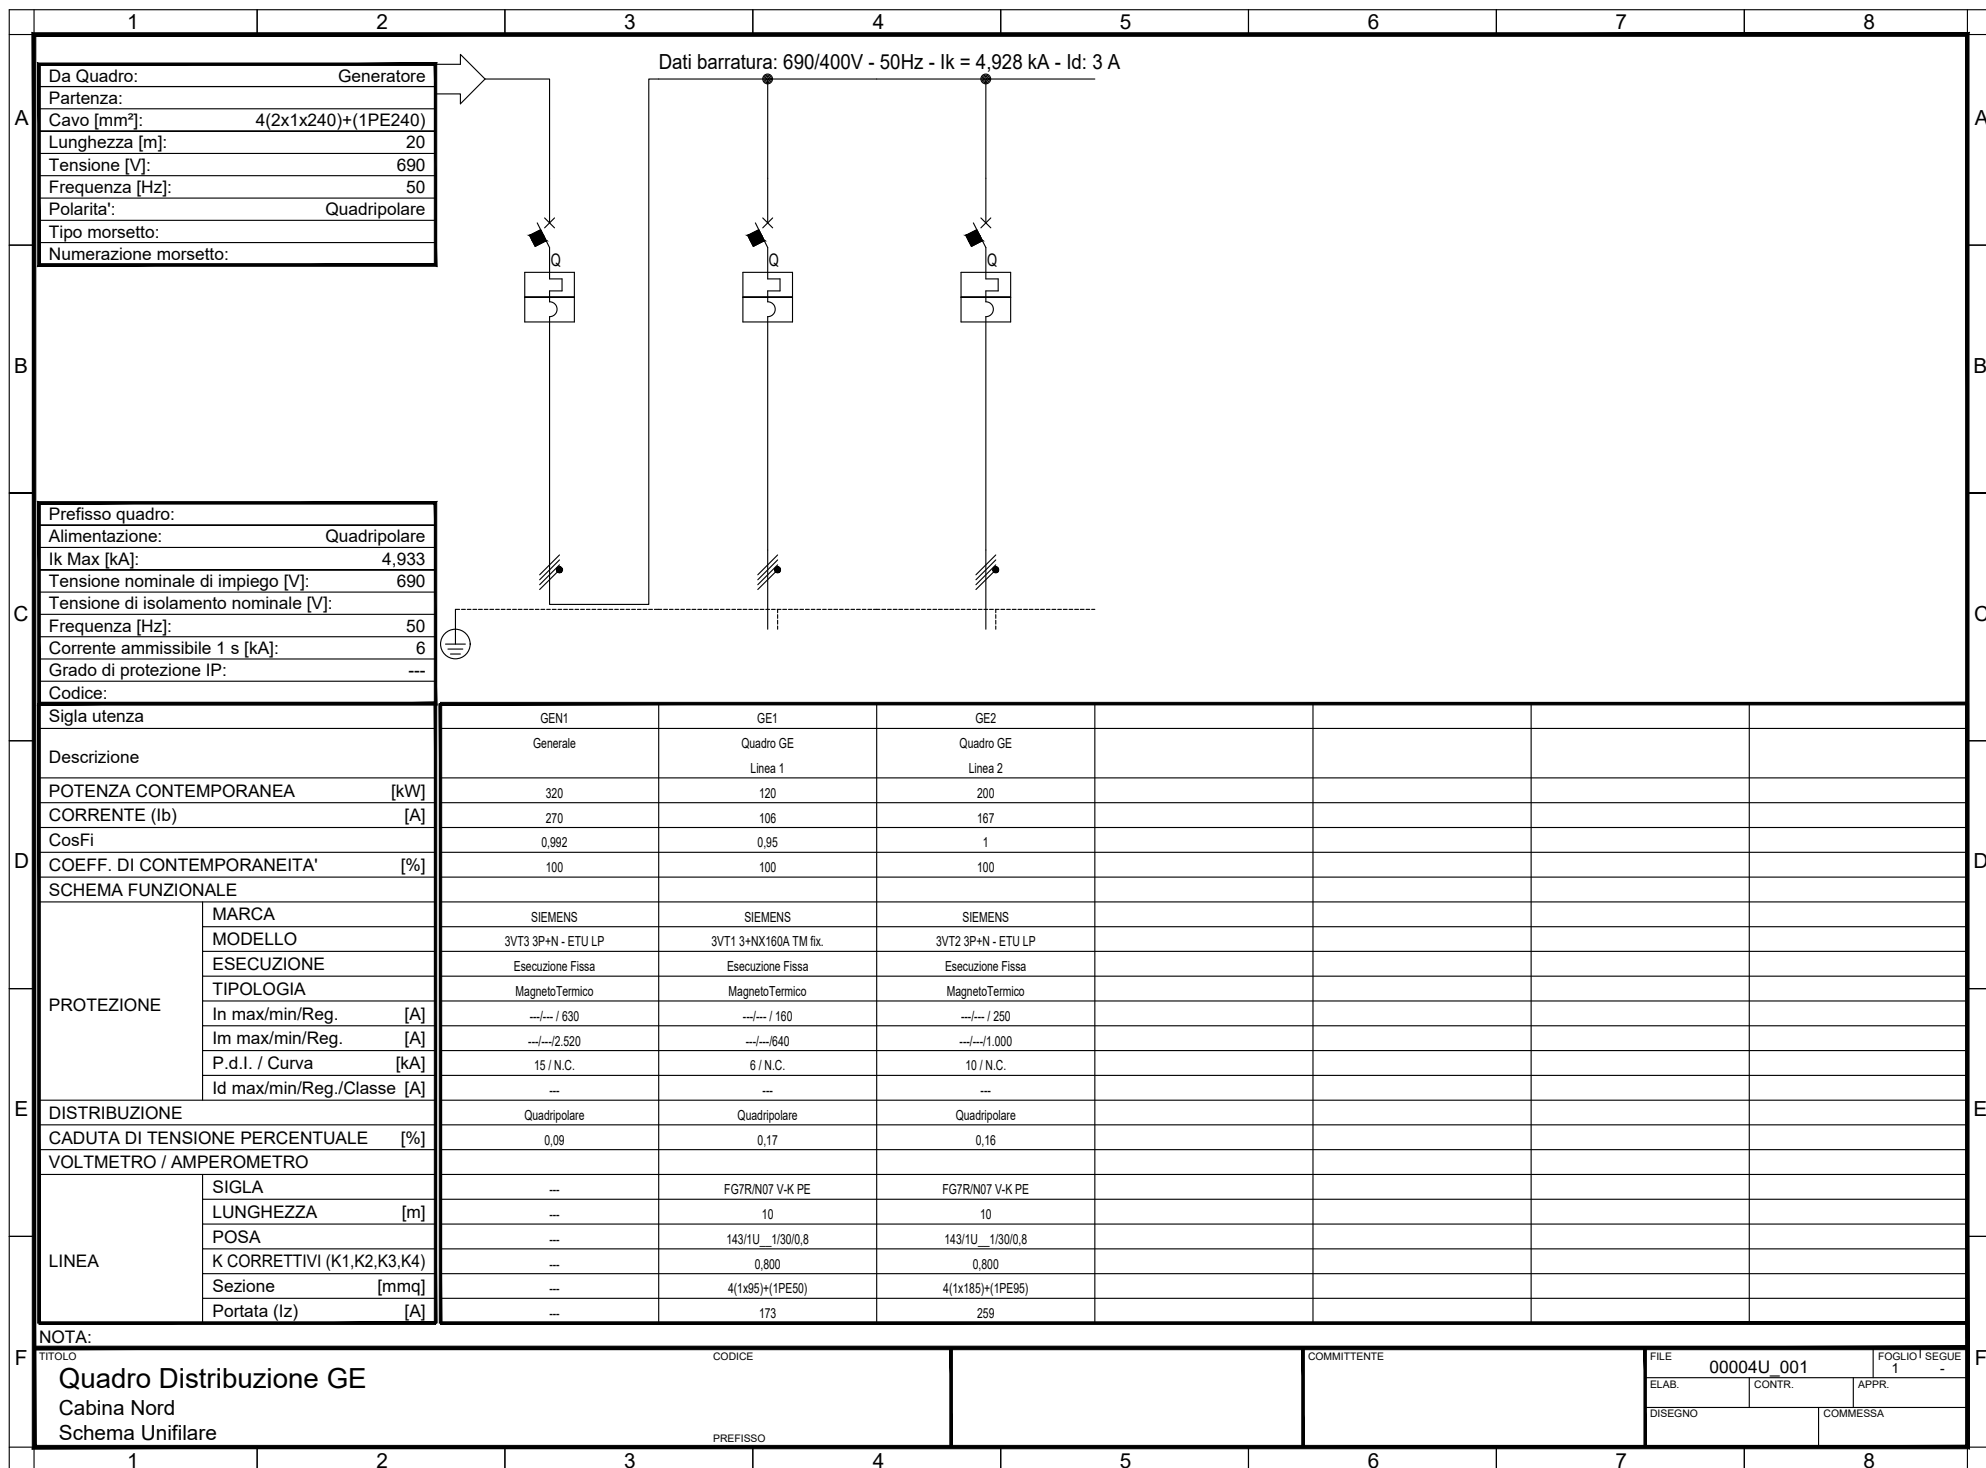 1 2 3 4 5 6 7 8
Dati barratura: 690/400V - 50Hz - Ik = 4,928 kA - Id: 3 A
Da Quadro: Generatore
Partenza:
Cavo [mm²]: 4(2x1x240)+(1PE240)
Lunghezza [m]: 20
Tensione [V]: 690
Frequenza [Hz]: 50
Polarita': Quadripolare
Tipo morsetto:
Numerazione morsetto:
A A
Q Q Q
B B
Prefisso quadro:
Alimentazione: Quadripolare
Ik Max [kA]: 4,933
Tensione nominale di impiego [V]: 690
Tensione di isolamento nominale [V]:
Frequenza [Hz]: 50
Corrente ammissibile 1 s [kA]: 6
Grado di protezione IP: ---
Codice:
C C
Sigla utenza GEN1 GE1 GE2
Descrizione Generale Quadro GE Quadro GE
Linea 1 Linea 2
POTENZA CONTEMPORANEA [kW] 320 120 200
CORRENTE (Ib) [A] 270 106 167
CosFi 0,992 0,95 1
D D
COEFF. DI CONTEMPORANEITA' [%] 100 100 100
SCHEMA FUNZIONALE
PROTEZIONE
MARCA SIEMENS SIEMENS SIEMENS
MODELLO 3VT3 3P+N - ETU LP 3VT1 3+NX160A TM fix. 3VT2 3P+N - ETU LP
ESECUZIONE Esecuzione Fissa Esecuzione Fissa Esecuzione Fissa
TIPOLOGIA MagnetoTermico MagnetoTermico MagnetoTermico
In max/min/Reg. [A] ---/--- / 630 ---/--- / 160 ---/--- / 250
Im max/min/Reg. [A] ---/---/2.520 ---/---/640 ---/---/1.000
P.d.I. / Curva [kA] 15 / N.C. 6 / N.C. 10 / N.C.
Id max/min/Reg./Classe [A] --- --- ---
E E
DISTRIBUZIONE Quadripolare Quadripolare Quadripolare
CADUTA DI TENSIONE PERCENTUALE [%] 0,09 0,17 0,16
VOLTMETRO / AMPEROMETRO
LINEA
SIGLA --- FG7R/N07 V-K PE FG7R/N07 V-K PE
LUNGHEZZA [m] --- 10 10
POSA --- 143/1U__1/30/0,8 143/1U__1/30/0,8
K CORRETTIVI (K1,K2,K3,K4) --- 0,800 0,800
Sezione [mmq] --- 4(1x95)+(1PE50) 4(1x185)+(1PE95)
Portata (Iz) [A] --- 173 259
NOTA:
F F
TITOLO
Quadro Distribuzione GE
Cabina Nord
Schema Unifilare
CODICE
PREFISSO
COMMITTENTE
FILE 00004U_001
FOGLIO 1
SEGUE -
ELAB. CONTR. APPR.
DISEGNO COMMESSA
1 2 3 4 5 6 7 8